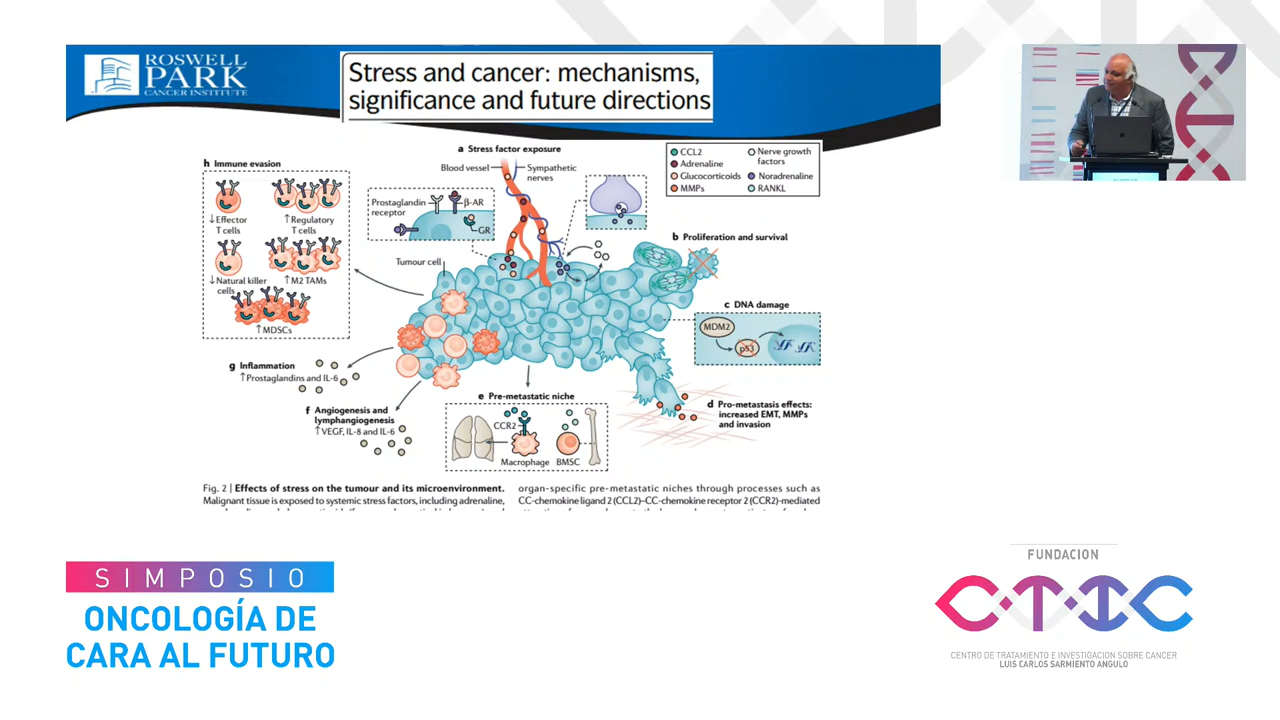 ROSWELL
PARK
CANCER INSTITUTE
Stress and cancer: mechanisms,
significance and future directions
a Stress factor exposure
Blood vessel
Sympathetic
nerves
CCL2
Adrenaline
Glucocorticoids
MMPs
Nerve growth
factors
Noradrenaline
RANKL
h Immune evasion
↓Effector
T cells
↑Regulatory
T cells
↓Natural killer
cells
↑M2 TAMs
↑MDSCs
Prostaglandin
receptor
β-AR
GR
Tumour cell
b Proliferation and survival
c DNA damage
MDM2
p53
g Inflammation
↑Prostaglandins and IL-6
f Angiogenesis and
lymphangiogenesis
↑VEGF, IL-8 and IL-6
e Pre-metastatic niche
CCR2
Macrophage
BMSC
d Pro-metastasis effects:
increased EMT, MMPs
and invasion
Fig. 2 | Effects of stress on the tumour and its microenvironment.
Malignant tissue is exposed to systemic stress factors, including adrenaline,
organ-specific pre-metastatic niches through processes such as
CC-chemokine ligand 2 (CCL2)–CC-chemokine receptor 2 (CCR2)-mediated
SIMPOSIO
ONCOLOGÍA DE
CARA AL FUTURO
FUNDACION
CTIC
CENTRO DE TRATAMIENTO E INVESTIGACION SOBRE CANCER
LUIS CARLOS SARMIENTO ANGULO